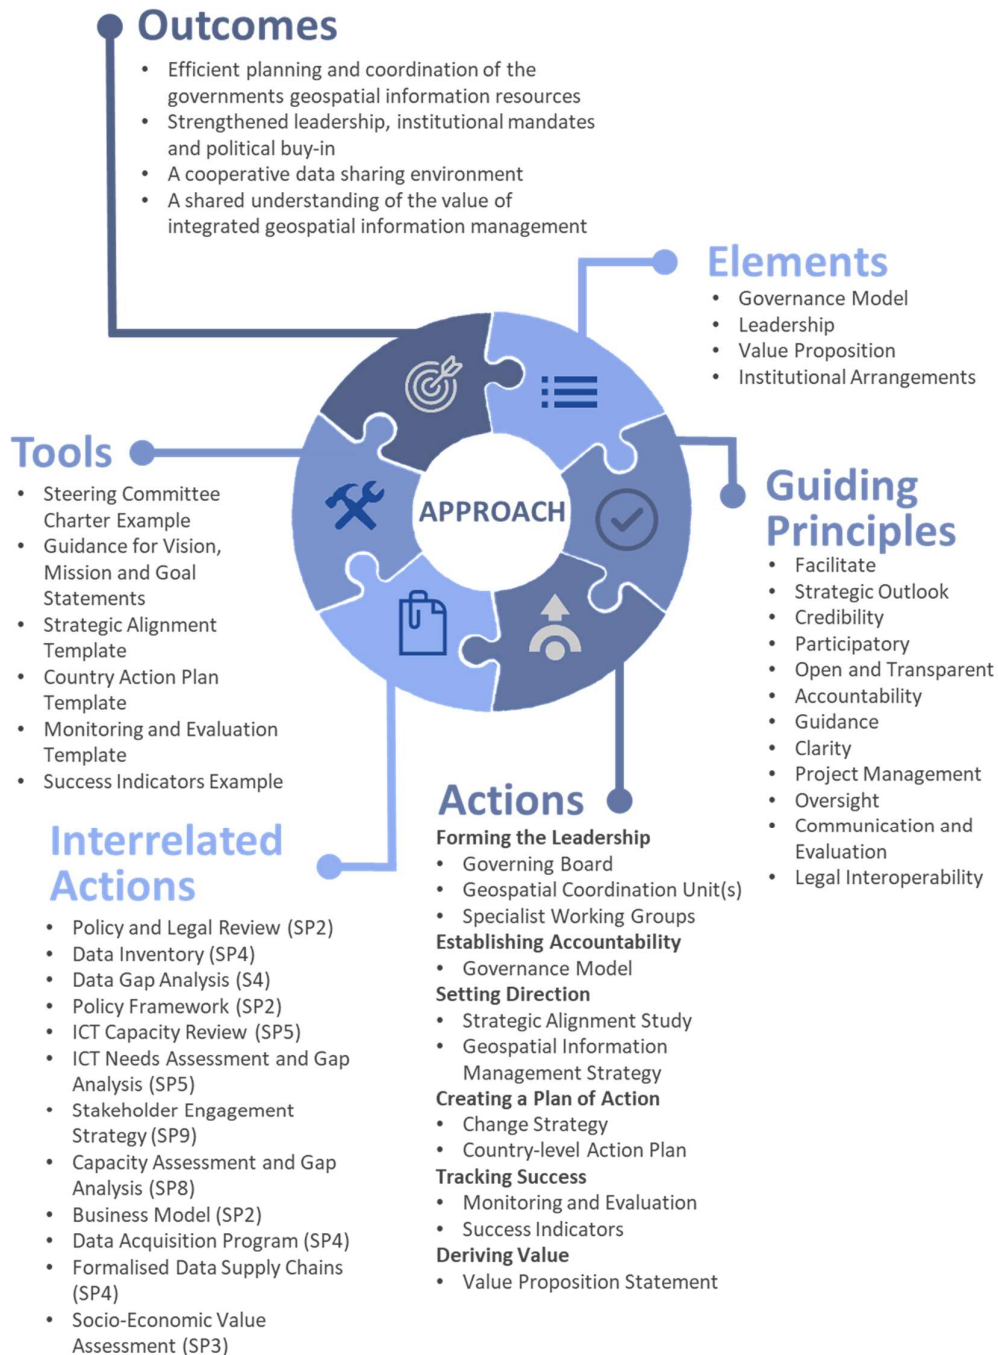 Outcomes
• Efficient planning and coordination of the
governments geospatial information resources
• Strengthened leadership, institutional mandates
and political buy-in
• A cooperative data sharing environment
• A shared understanding of the value of
integrated geospatial information management
Elements
• Governance Model
• Leadership
• Value Proposition
• Institutional Arrangements
Tools
• Steering Committee
Charter Example
• Guidance for Vision,
Mission and Goal
Statements
• Strategic Alignment
Template
• Country Action Plan
Template
• Monitoring and Evaluation
Template
• Success Indicators Example
APPROACH
Guiding
Principles
• Facilitate
• Strategic Outlook
• Credibility
• Participatory
• Open and Transparent
• Accountability
• Guidance
• Clarity
• Project Management
• Oversight
• Communication and
Evaluation
• Legal Interoperability
Interrelated
Actions
• Policy and Legal Review (SP2)
• Data Inventory (SP4)
• Data Gap Analysis (S4)
• Policy Framework (SP2)
• ICT Capacity Review (SP5)
• ICT Needs Assessment and Gap
Analysis (SP5)
• Stakeholder Engagement
Strategy (SP9)
• Capacity Assessment and Gap
Analysis (SP8)
• Business Model (SP2)
• Data Acquisition Program (SP4)
• Formalised Data Supply Chains
(SP4)
• Socio-Economic Value
Assessment (SP3)
Actions
Forming the Leadership
• Governing Board
• Geospatial Coordination Unit(s)
• Specialist Working Groups
Establishing Accountability
• Governance Model
Setting Direction
• Strategic Alignment Study
• Geospatial Information
Management Strategy
Creating a Plan of Action
• Change Strategy
• Country-level Action Plan
Tracking Success
• Monitoring and Evaluation
• Success Indicators
Deriving Value
• Value Proposition Statement